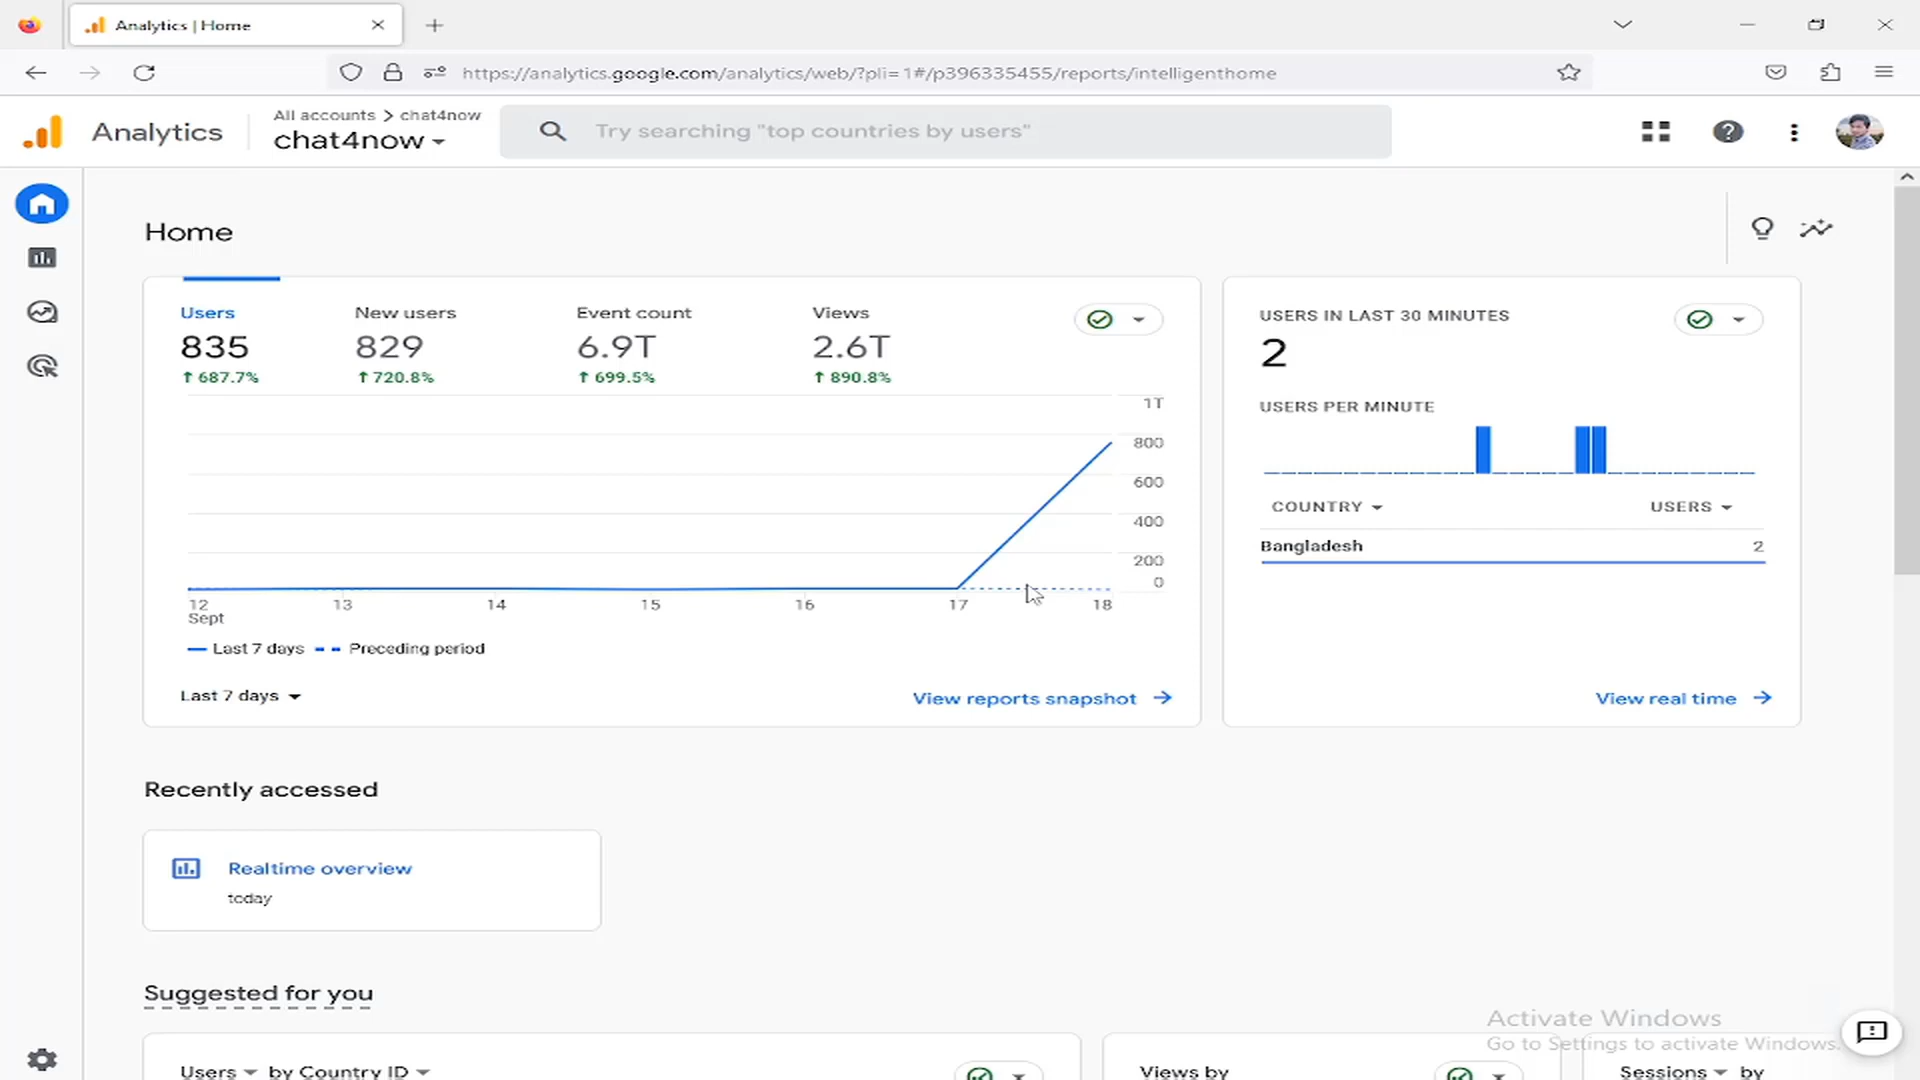 Analytics | Home
https://analytics.google.com/analytics/web/?pli=1#/p396335455/reports/intelligenthome
Analytics
All accounts > chat4now
chat4now
Try searching "top countries by users"
Home
Users
835
↑ 687.7%
New users
829
↑ 720.8%
Event count
6.9T
↑ 699.5%
Views
2.6T
↑ 890.8%
1T
800
600
400
200
0
12 13 14 15 16 17 18
Sept
Last 7 days Preceding period
Last 7 days
View reports snapshot
USERS IN LAST 30 MINUTES
2
USERS PER MINUTE
COUNTRY USERS
Bangladesh 2
View real time
Recently accessed
Realtime overview
today
Suggested for you
Users by Country ID
Views by
Sessions by
Activate Windows
Go to Settings to activate Windows.